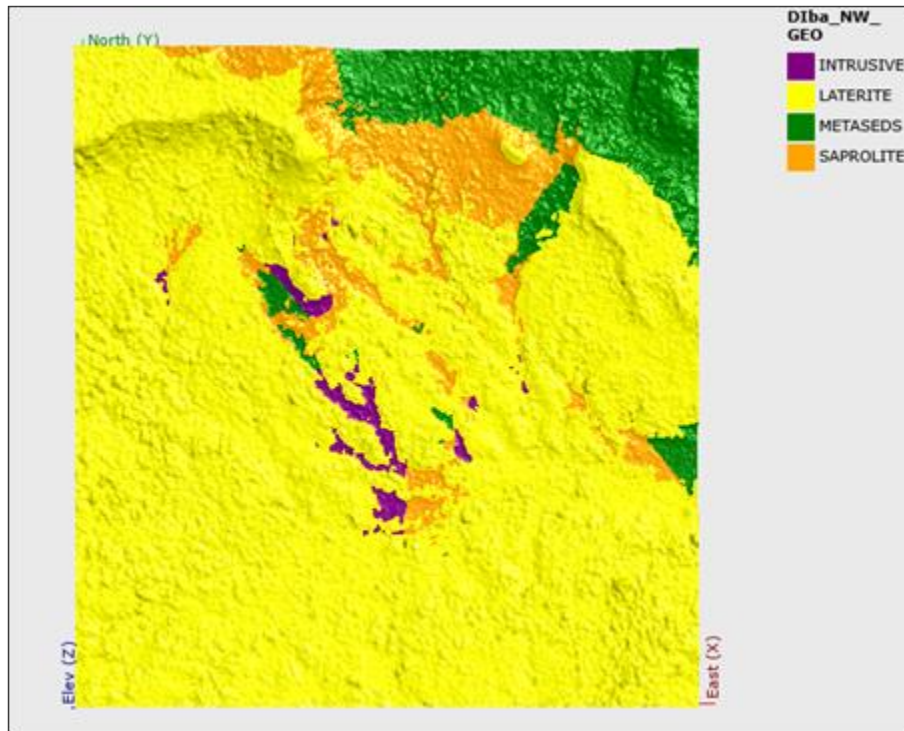 DIba_NW_
GEO
INTRUSIVE
LATERITE
METASEDS
SAPROLITE
North (Y)
Elev (Z)
East (X)